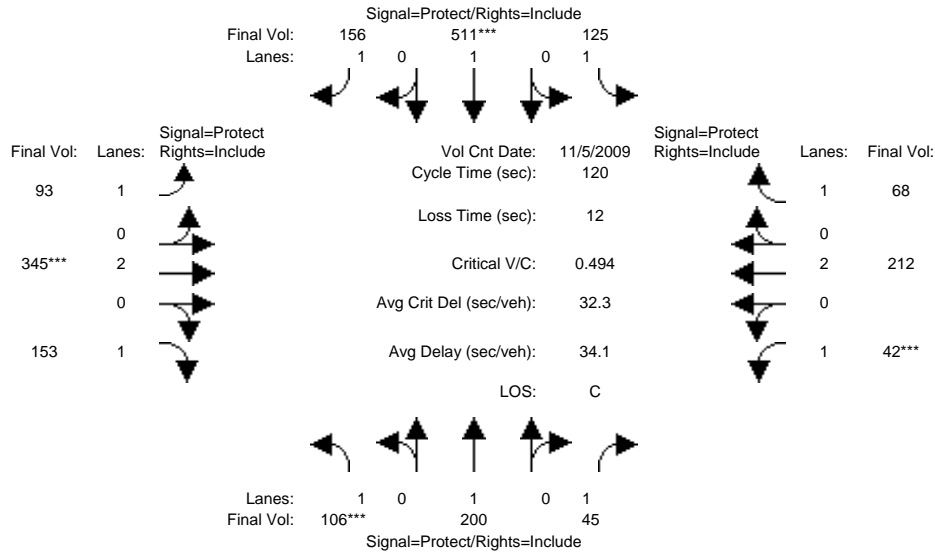 Signal=Protect/Rights=Include
Final Vol: 156 511*** 125
Lanes: 1 0 1 0 1
Signal=Protect
Final Vol: Lanes: Rights=Include
Vol Cnt Date: 11/5/2009
Signal=Protect
Rights=Include Lanes: Final Vol:
Cycle Time (sec): 120
93 1
1 68
Loss Time (sec): 12
0
0
345*** 2
Critical V/C: 0.494
2 212
0
Avg Crit Del (sec/veh): 32.3
0
153 1
Avg Delay (sec/veh): 34.1
1 42***
LOS: C
Lanes: 1 0 1 0 1
Final Vol: 106*** 200 45
Signal=Protect/Rights=Include